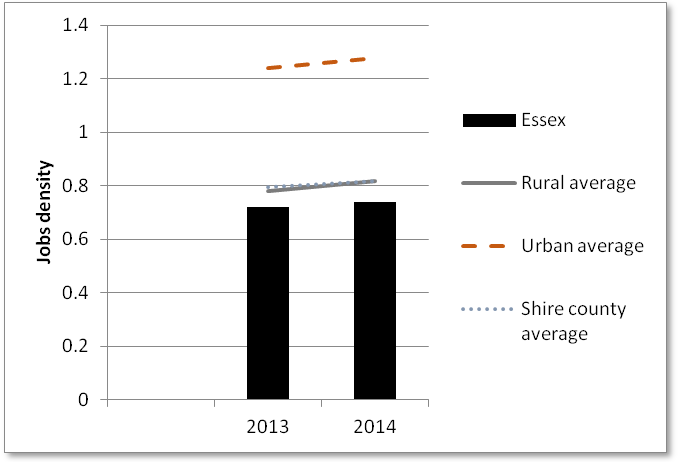 1.4
1.2
1
0.8
0.6
0.4
0.2
0
Jobs density
2013
2014
Essex
Rural average
Urban average
Shire county
average